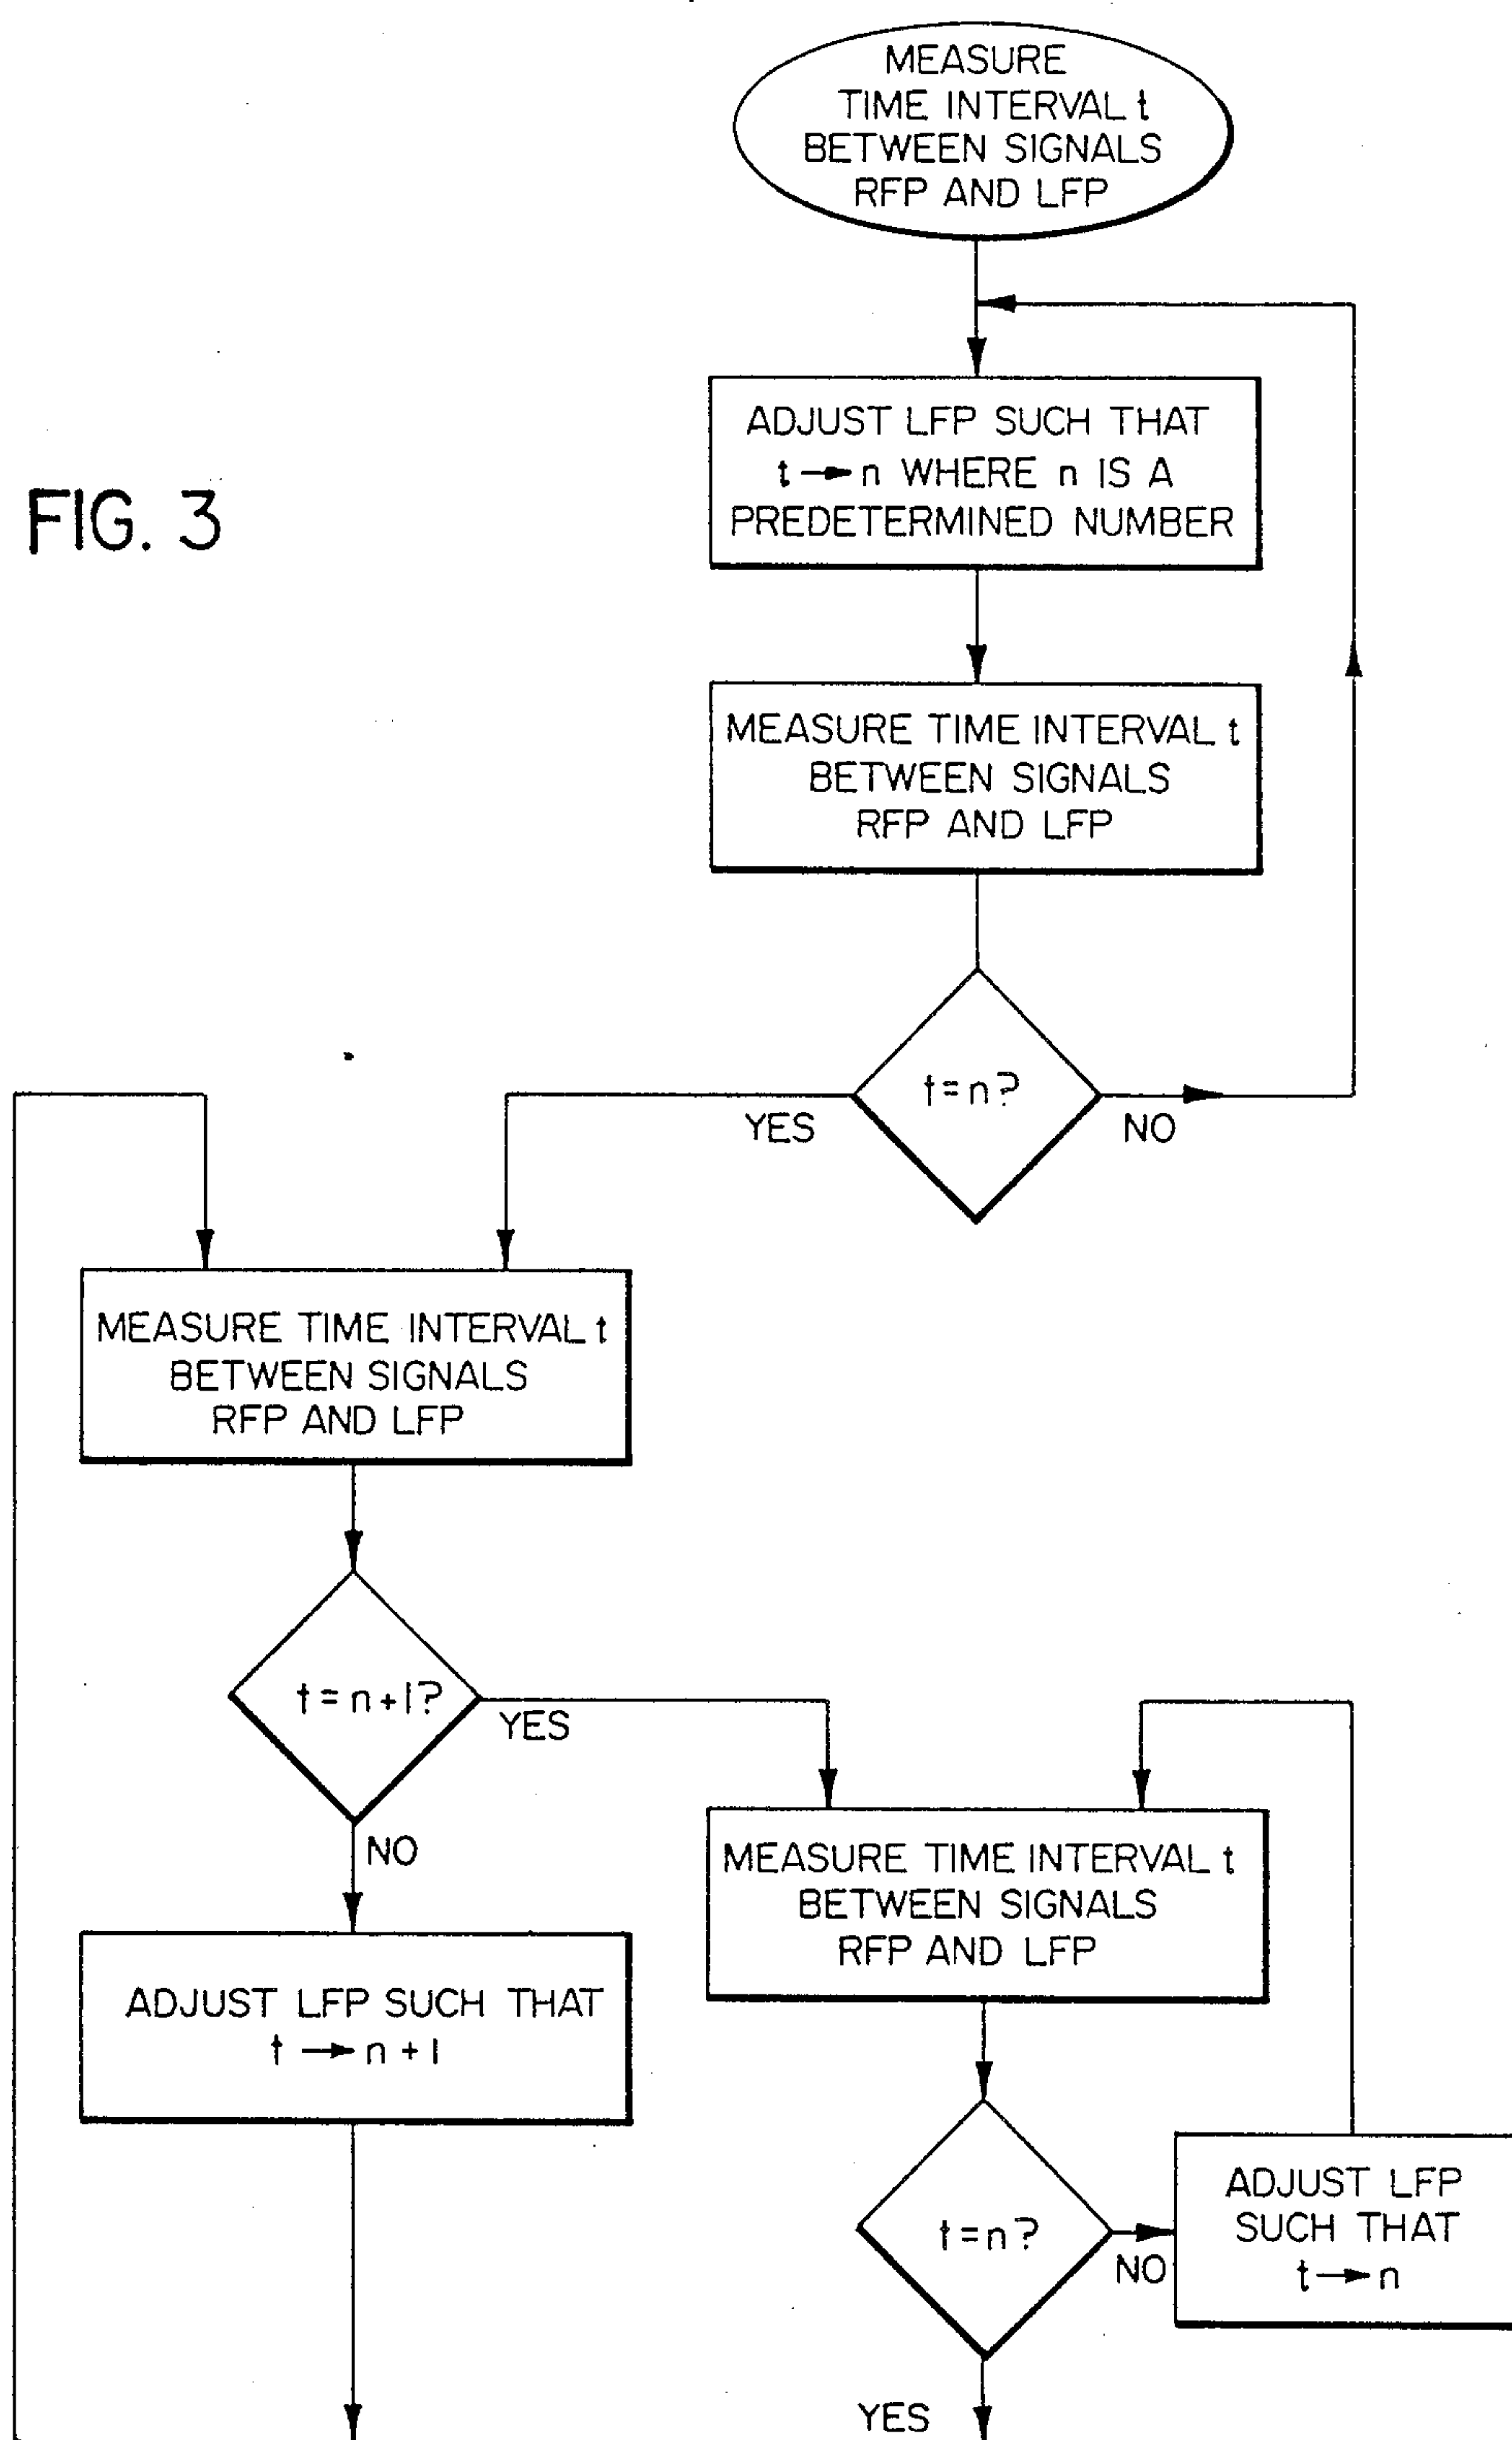 MEASURE
TIME INTERVAL t
BETWEEN SIGNALS
RFP AND LFP
ADJUST LFP SUCH THAT
t → n WHERE n IS A
PREDETERMINED NUMBER
FIG. 3
MEASURE TIME INTERVAL t
BETWEEN SIGNALS
RFP AND LFP
t=n?
YES
NO
MEASURE TIME INTERVAL t
BETWEEN SIGNALS
RFP AND LFP
t=n+1?
YES
NO
MEASURE TIME INTERVAL t
BETWEEN SIGNALS
RFP AND LFP
ADJUST LFP SUCH THAT
t → n+1
t=n?
NO
ADJUST LFP
SUCH THAT
t → n
YES